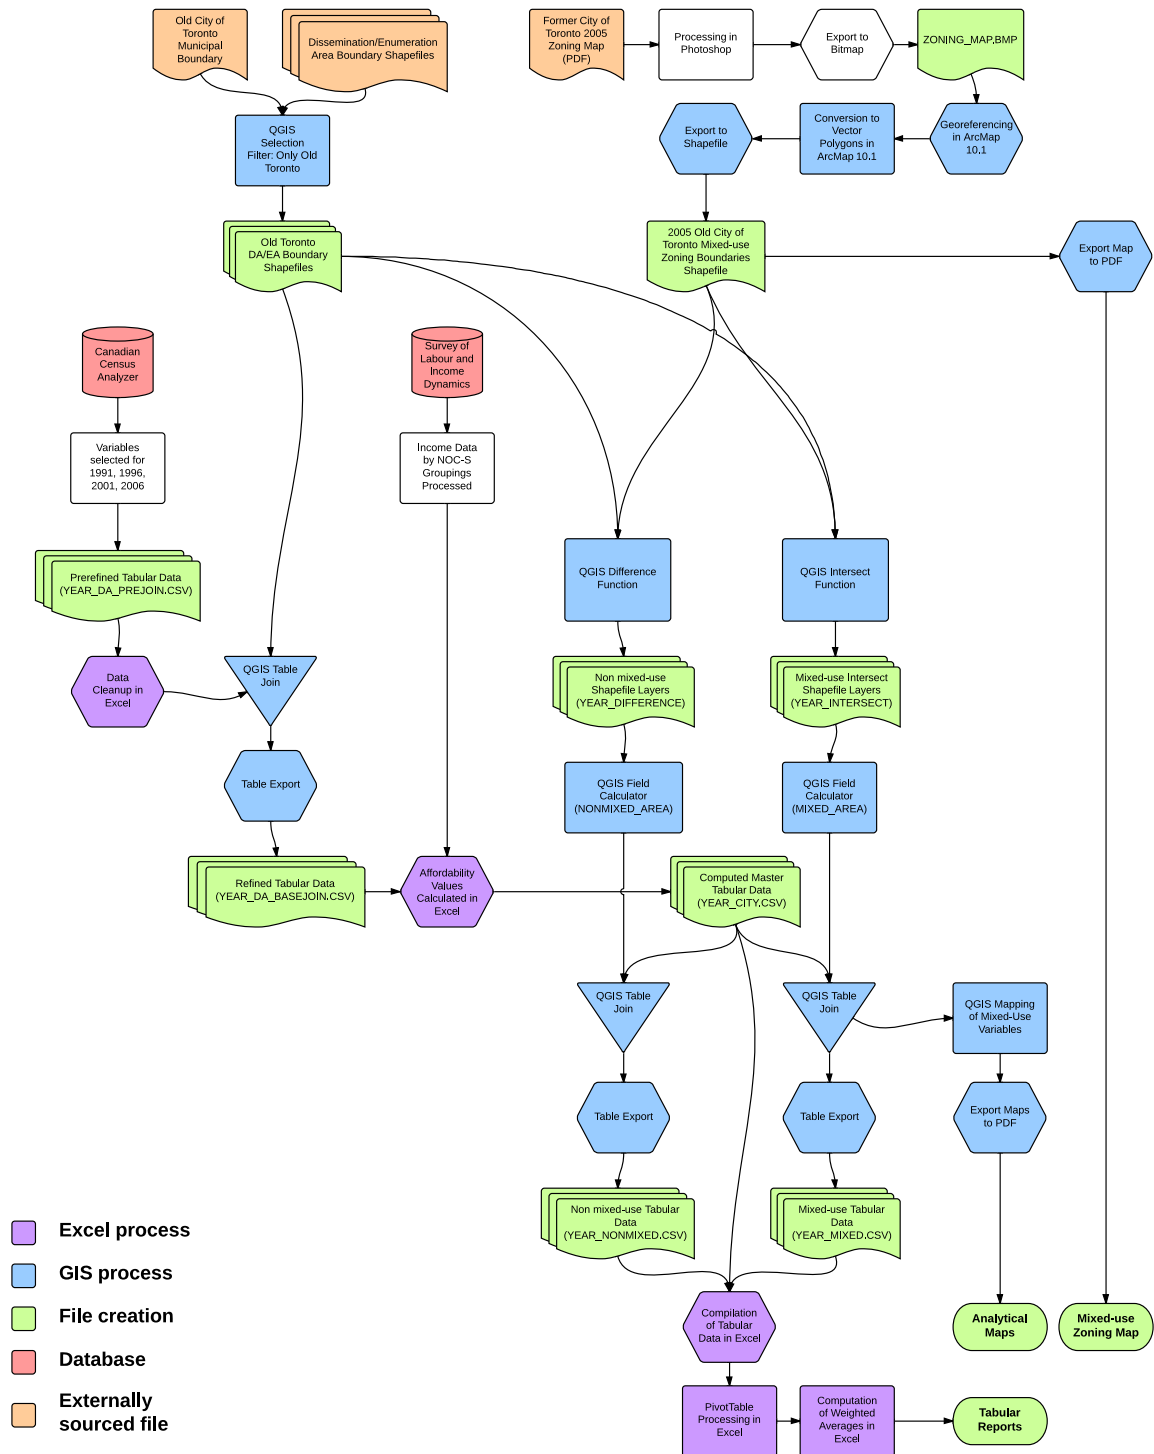 Old City of
Toronto
Municipal
Boundary
Dissemination/Enumeration
Area Boundary Shapefiles
Former City of
Toronto 2005
Zoning Map
(PDF)
Processing in
Photoshop
Export to
Bitmap
ZONING_MAP.BMP
QGIS
Selection
Filter: Only Old
Toronto
Export to
Shapefile
Conversion to
Vector
Polygons in
ArcMap 10.1
Georeferencing
in ArcMap
10.1
Old Toronto
DA/EA Boundary
Shapefiles
2005 Old City of
Toronto Mixed-use
Zoning Boundaries
Shapefile
Export Map
to PDF
Canadian
Census
Analyzer
Survey of
Labour and
Income
Dynamics
Variables
selected for
1991, 1996,
2001, 2006
Income Data
by NOC-S
Groupings
Processed
Prerefined Tabular Data
(YEAR_DA_PREJOIN.CSV)
QGIS Difference
Function
QGIS Intersect
Function
Data
Cleanup in
Excel
QGIS Table
Join
Non mixed-use
Shapefile Layers
(YEAR_DIFFERENCE)
Mixed-use Intersect
Shapefile Layers
(YEAR_INTERSECT)
Table Export
QGIS Field
Calculator
(NONMIXED_AREA)
QGIS Field
Calculator
(MIXED_AREA)
Refined Tabular Data
(YEAR_DA_BASEJOIN.CSV)
Affordability
Values
Calculated in
Excel
Computed Master
Tabular Data
(YEAR_CITY.CSV)
QGIS Table
Join
QGIS Table
Join
QGIS Mapping
of Mixed-Use
Variables
Table Export
Table Export
Export Maps
to PDF
Non mixed-use Tabular
Data
(YEAR_NONMIXED.CSV)
Mixed-use Tabular
Data
(YEAR_MIXED.CSV)
Excel process
GIS process
File creation
Database
Externally
sourced file
Compilation
of Tabular
Data in Excel
Analytical
Maps
Mixed-use
Zoning Map
PivotTable
Processing in
Excel
Computation
of Weighted
Averages in
Excel
Tabular
Reports